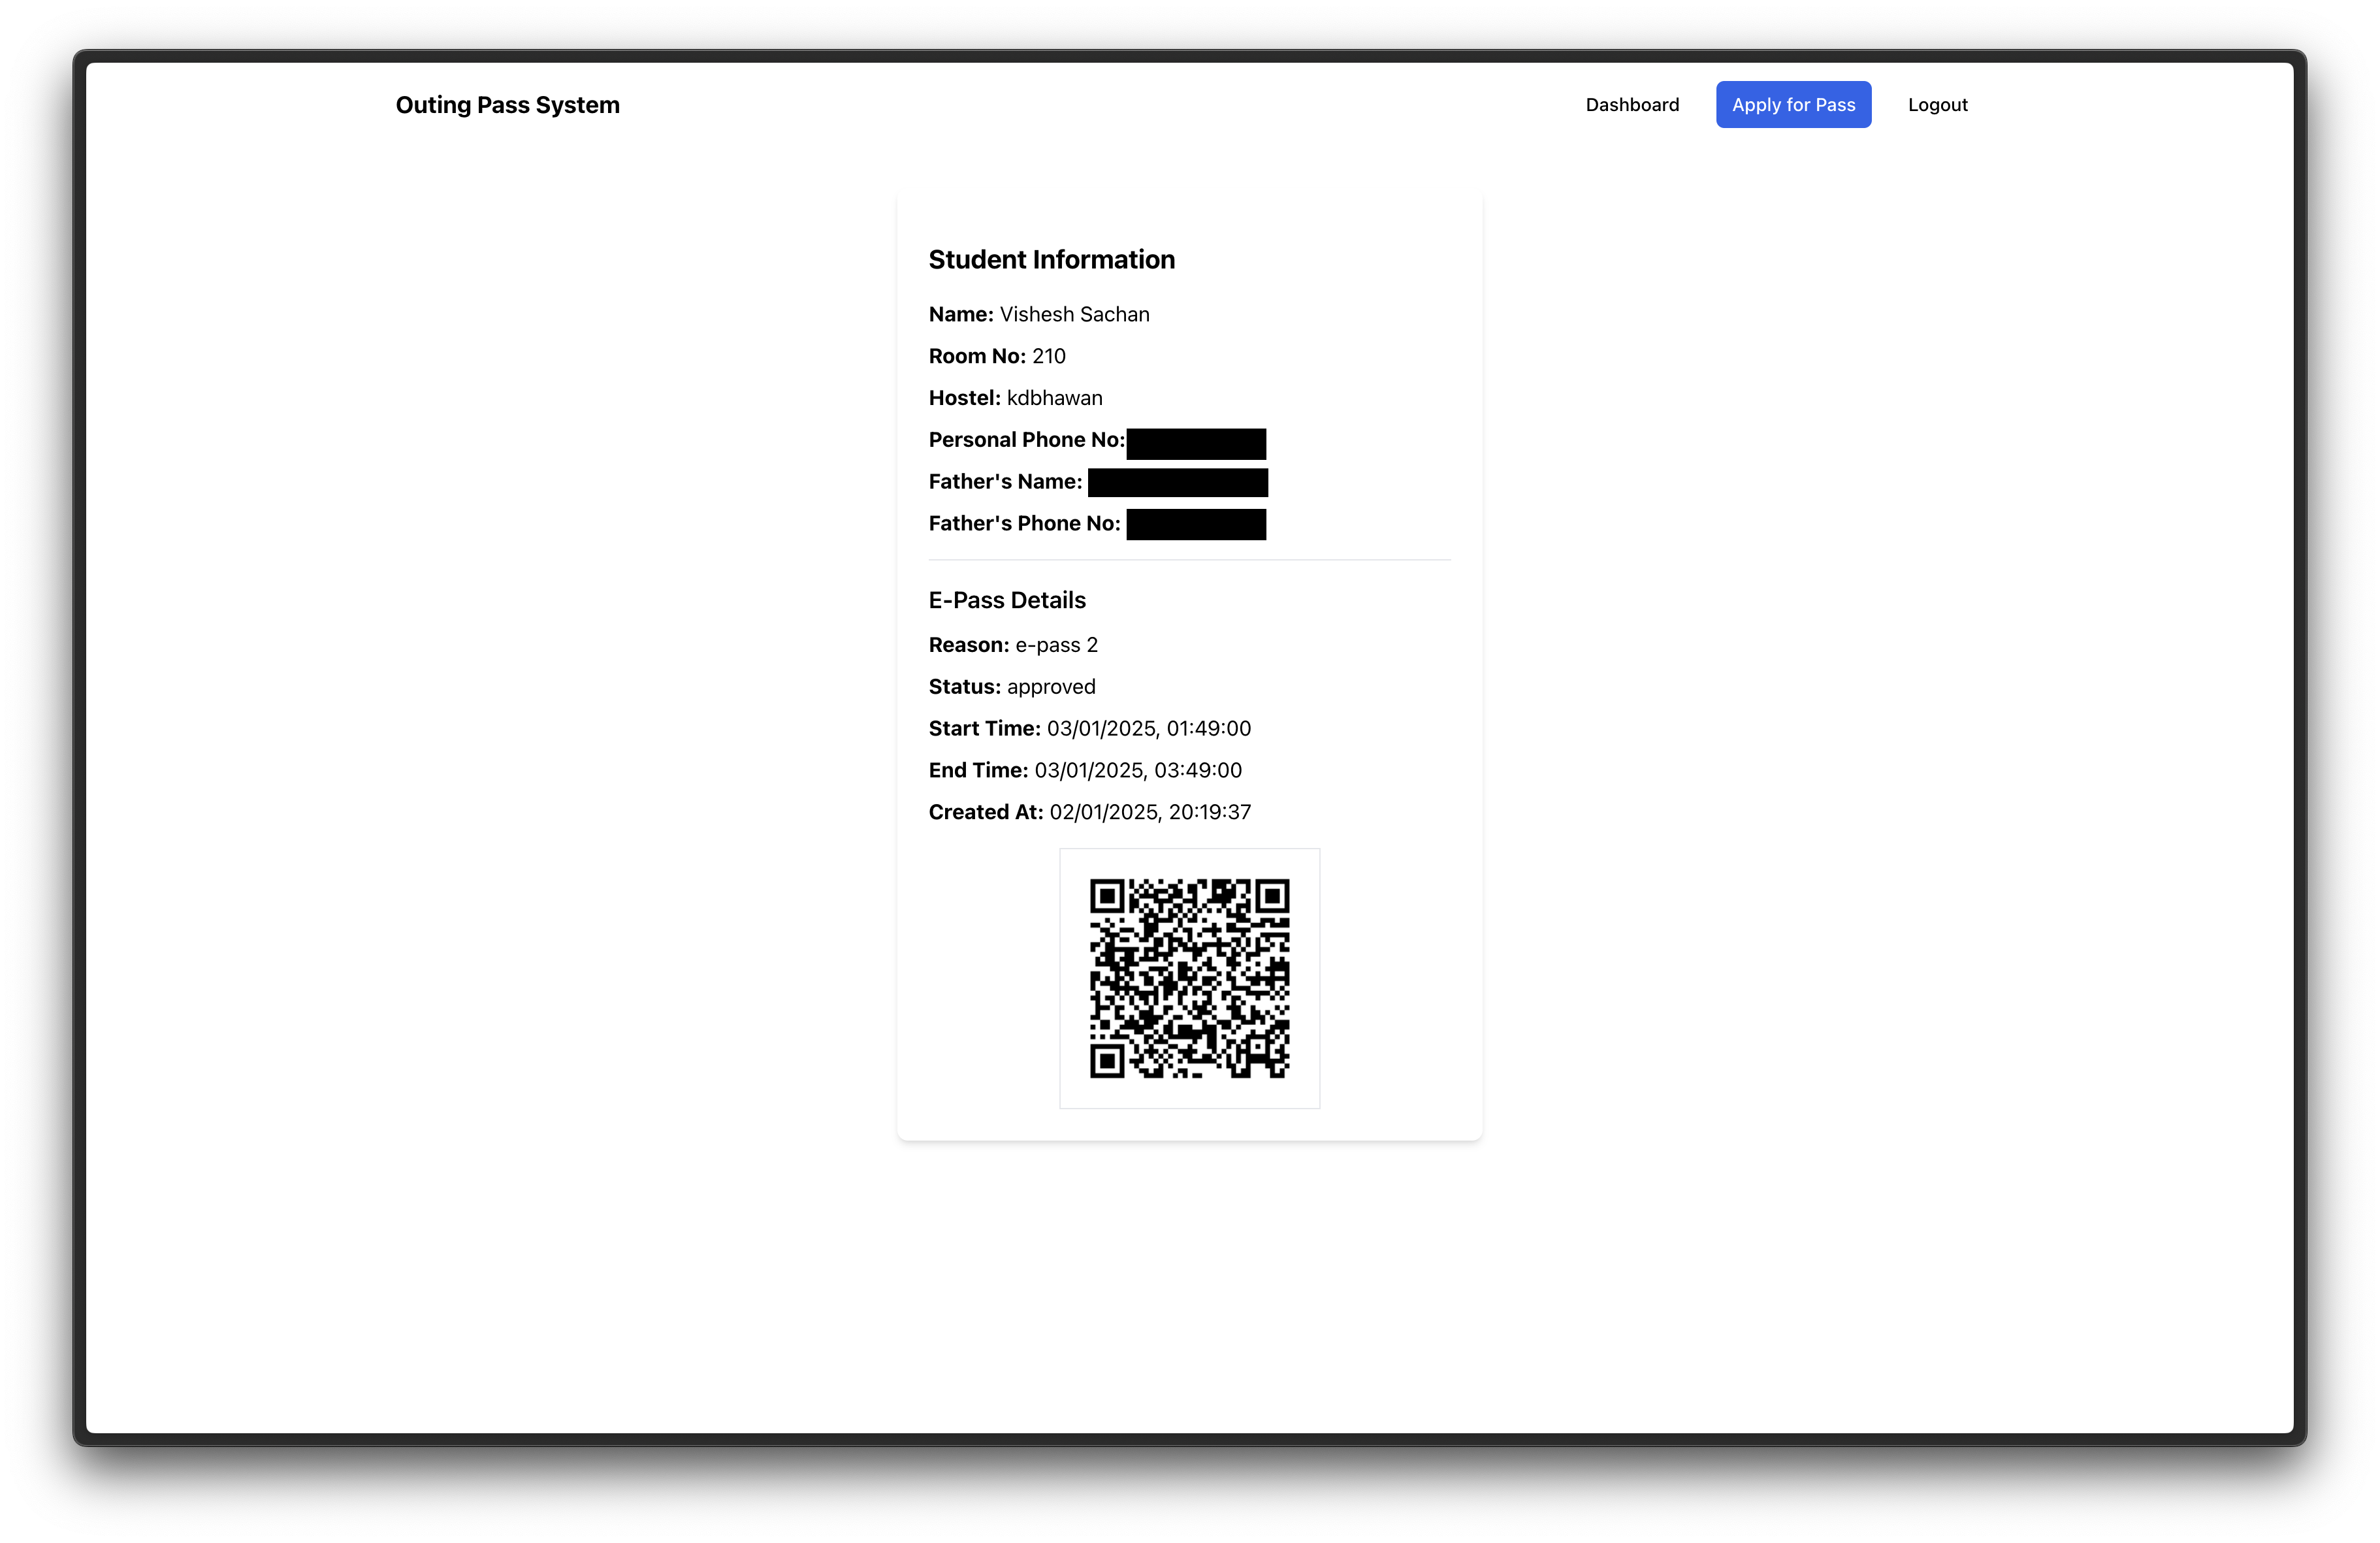 Outing Pass System
Dashboard
Apply for Pass
Logout
Student Information
Name: Vishesh Sachan
Room No: 210
Hostel: kdbhawan
Personal Phone No:
Father's Name:
Father's Phone No:
E-Pass Details
Reason: e-pass 2
Status: approved
Start Time: 03/01/2025, 01:49:00
End Time: 03/01/2025, 03:49:00
Created At: 02/01/2025, 20:19:37